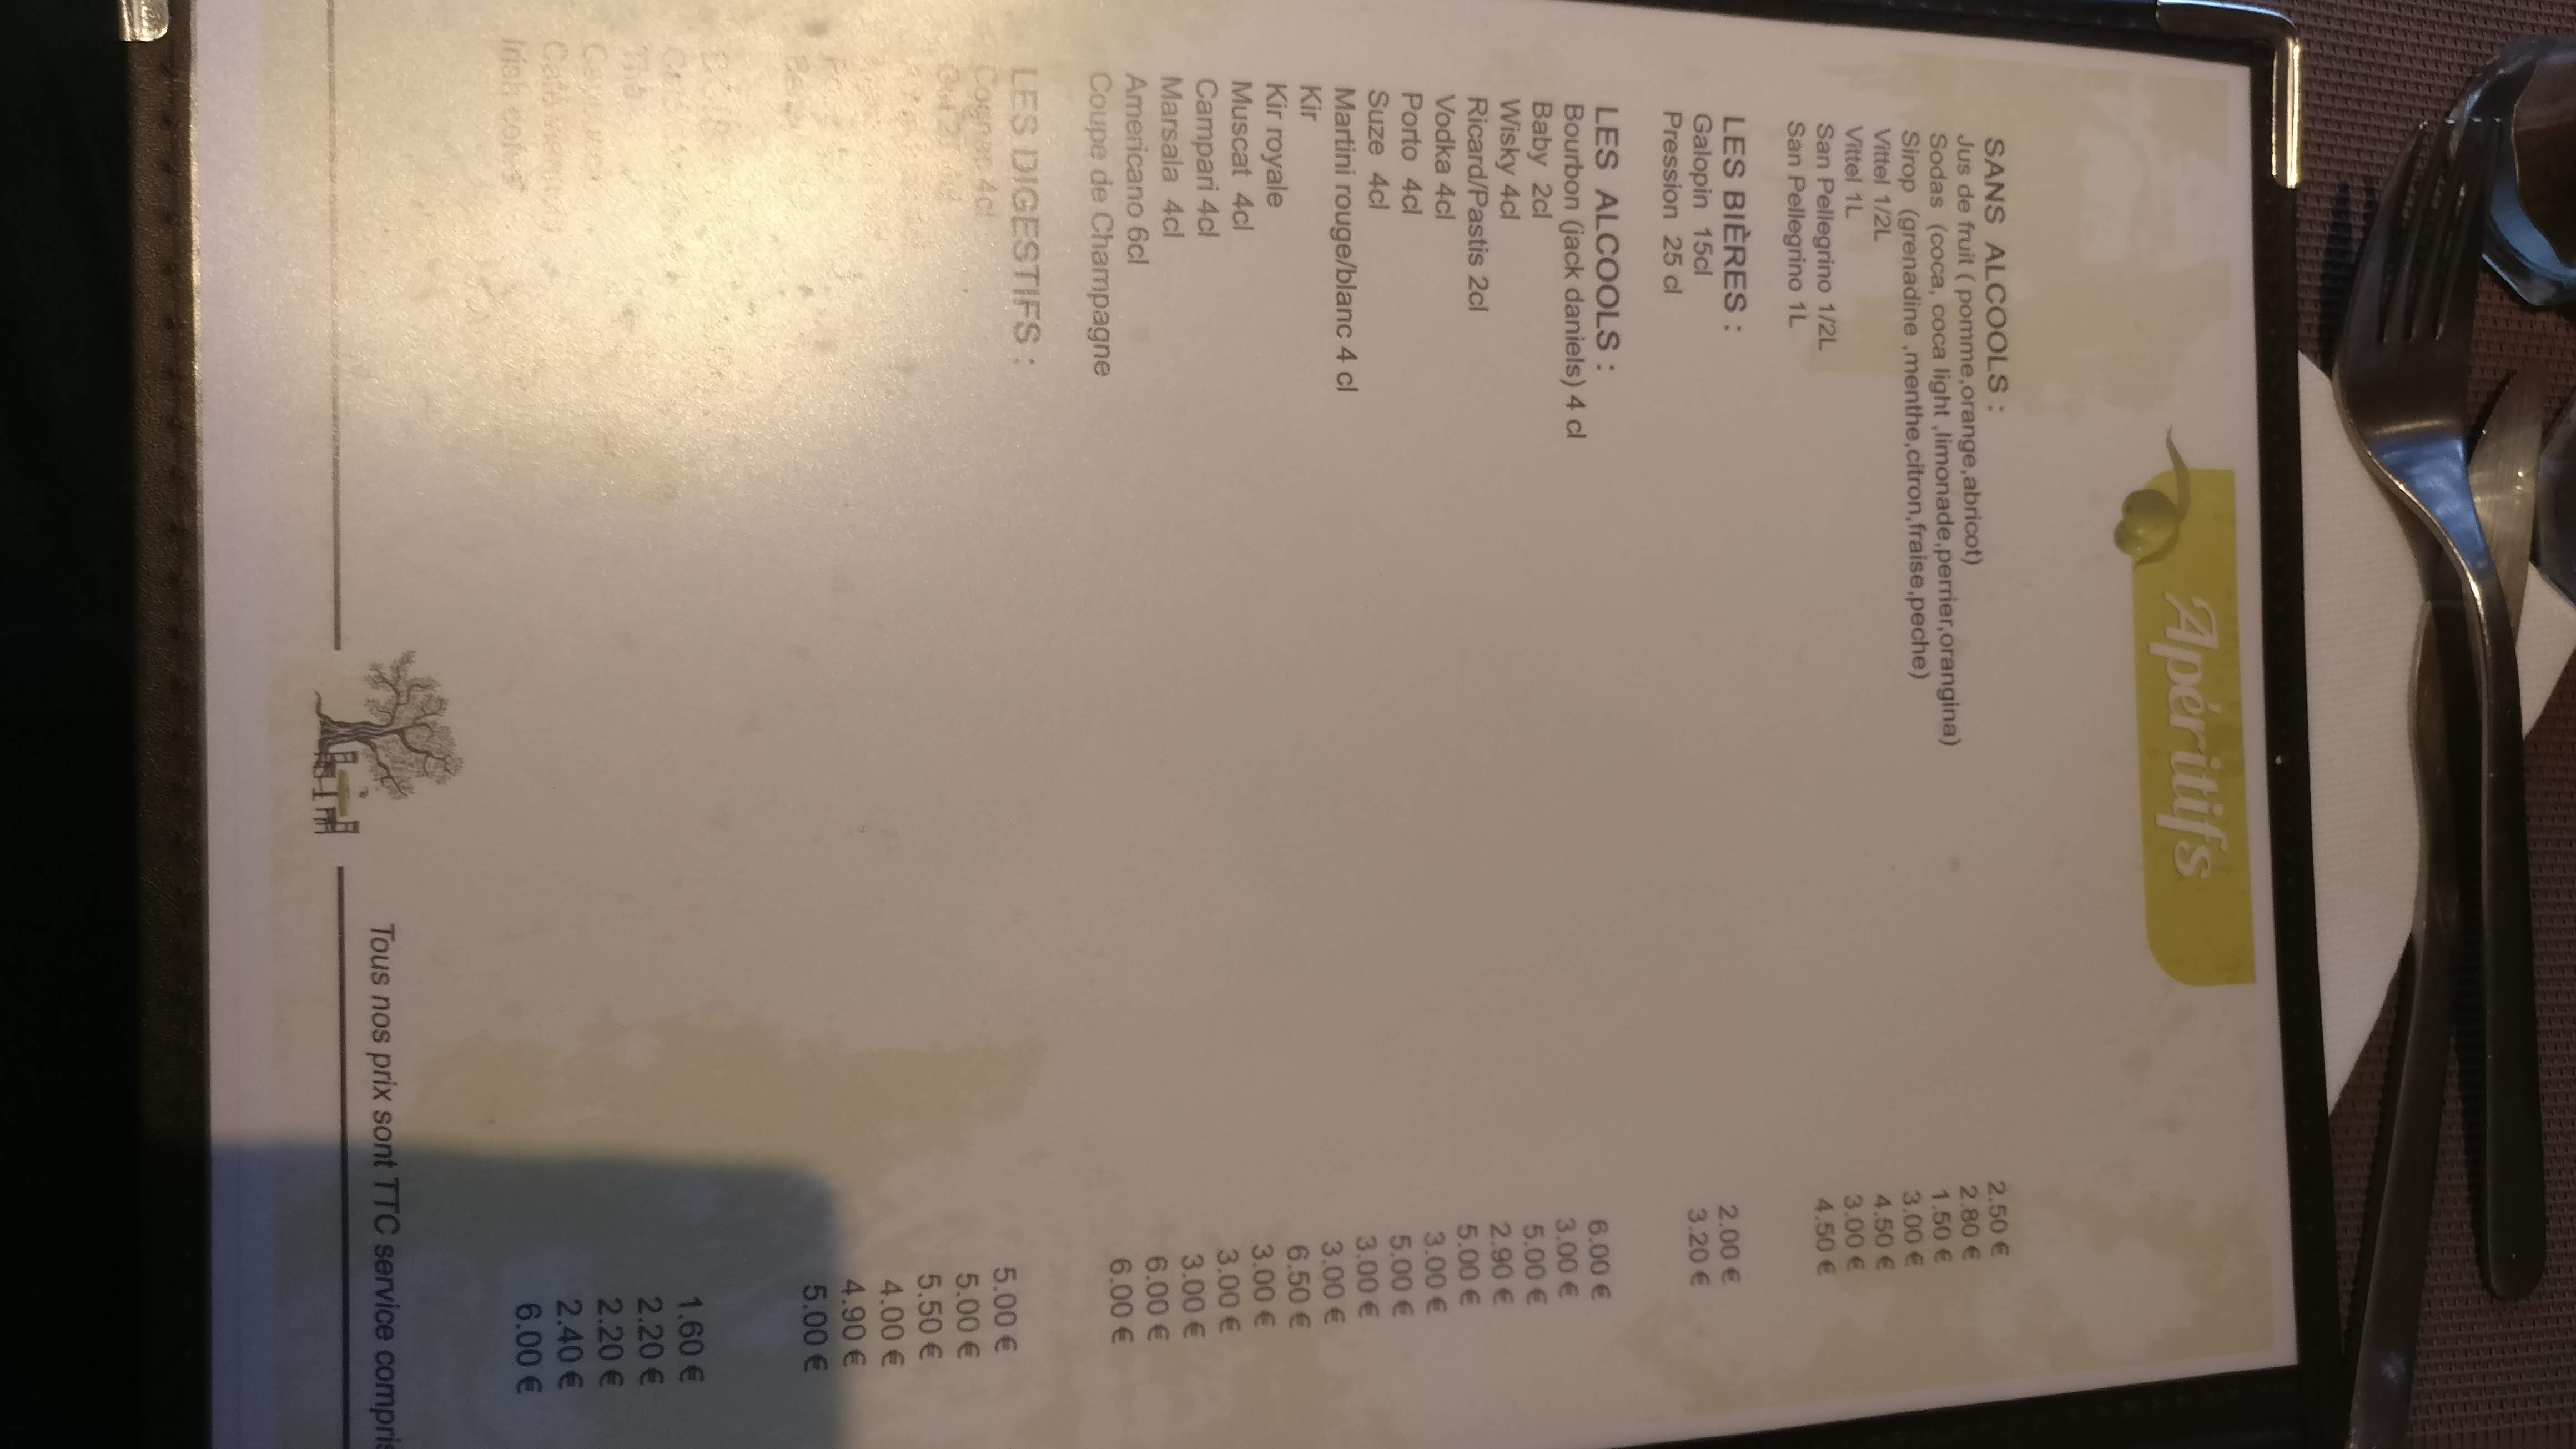 Apéritifs
SANS ALCOOLS :
Jus de fruit ( pomme,orange,abricot) 2.50 €
Sodas (coca, coca light ,limonade,perrier,orangina) 2.80 €
Sirop (grenadine ,menthe,citron,fraise,peche) 1.50 €
Vittel 1/2L 3.00 €
Vittel 1L 4.50 €
San Pellegrino 1/2L 3.00 €
San Pellegrino 1L 4.50 €
LES BIÈRES :
Galopin 15cl 2.00 €
Pression 25 cl 3.20 €
LES ALCOOLS :
Bourbon (jack daniels) 4 cl 6.00 €
Baby 2cl 3.00 €
Wisky 4cl 5.00 €
Ricard/Pastis 2cl 2.90 €
Vodka 4cl 5.00 €
Porto 4cl 3.00 €
Suze 4cl 5.00 €
Martini rouge/blanc 4 cl 3.00 €
Kir 3.00 €
Kir royale 6.50 €
Muscat 4cl 3.00 €
Campari 4cl 3.00 €
Marsala 4cl 3.00 €
Americano 6cl 6.00 €
Coupe de Champagne 6.00 €
LES DIGESTIFS :
Cognac 4cl 5.00 €
5.00 €
5.50 €
4.00 €
4.90 €
5.00 €
1.60 €
2.20 €
2.20 €
2.40 €
Irish coffee 6.00 €
Tous nos prix sont TTC service compris